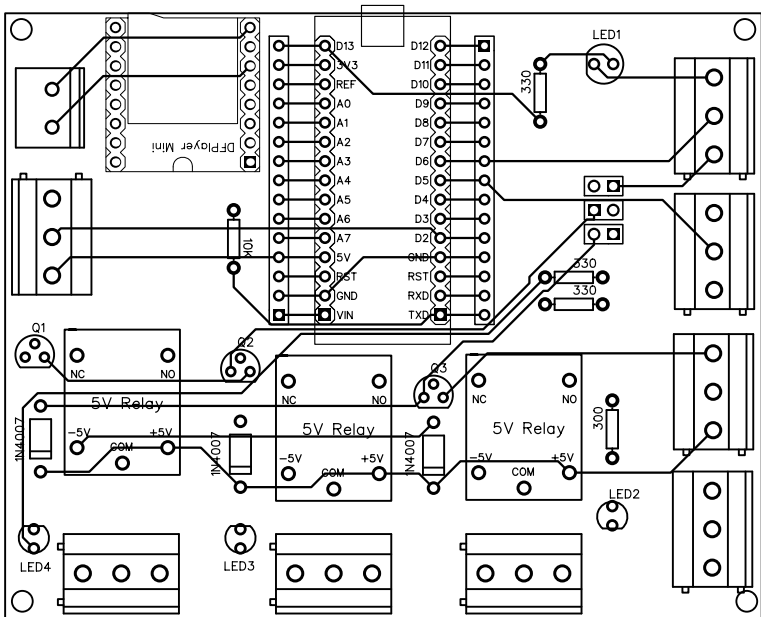 LED1
330
DFPlayer Mini
D13 D12
3V3 D11
REF D10
A0 D9
A1 D8
A2 D7
A3 D6
A4 D5
A5 D4
A6 D3
A7 D2
5V GND
RST RST
GND RXD
VIN TXD
10k
330
330
Q1
Q2
Q3
NC NO
NC NO
NC NO
5V Relay
5V Relay
5V Relay
300
1N4007
1N4007
1N4007
-5V COM +5V
-5V COM +5V
-5V COM +5V
LED2
LED4
LED3